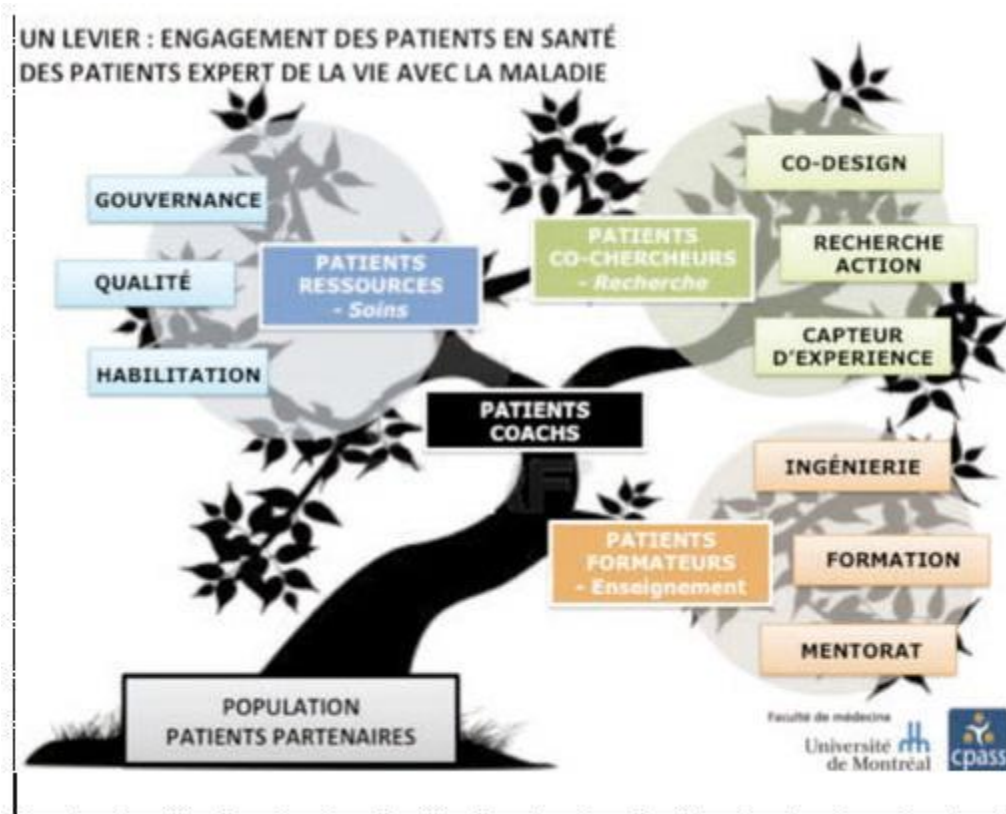 UN LEVIER : ENGAGEMENT DES PATIENTS EN SANTÉ
DES PATIENTS EXPERT DE LA VIE AVEC LA MALADIE
GOUVERNANCE
QUALITÉ
HABILITATION
PATIENTS
RESSOURCES
- Soins
PATIENTS
CO-CHERCHEURS
- Recherche
CO-DESIGN
RECHERCHE
ACTION
CAPTEUR
D'EXPERIENCE
PATIENTS
COACHS
PATIENTS
FORMATEURS
- Enseignement
INGÉNIERIE
FORMATION
MENTORAT
POPULATION
PATIENTS PARTENAIRES
Faculté de médecine
Université
de Montréal
cpass